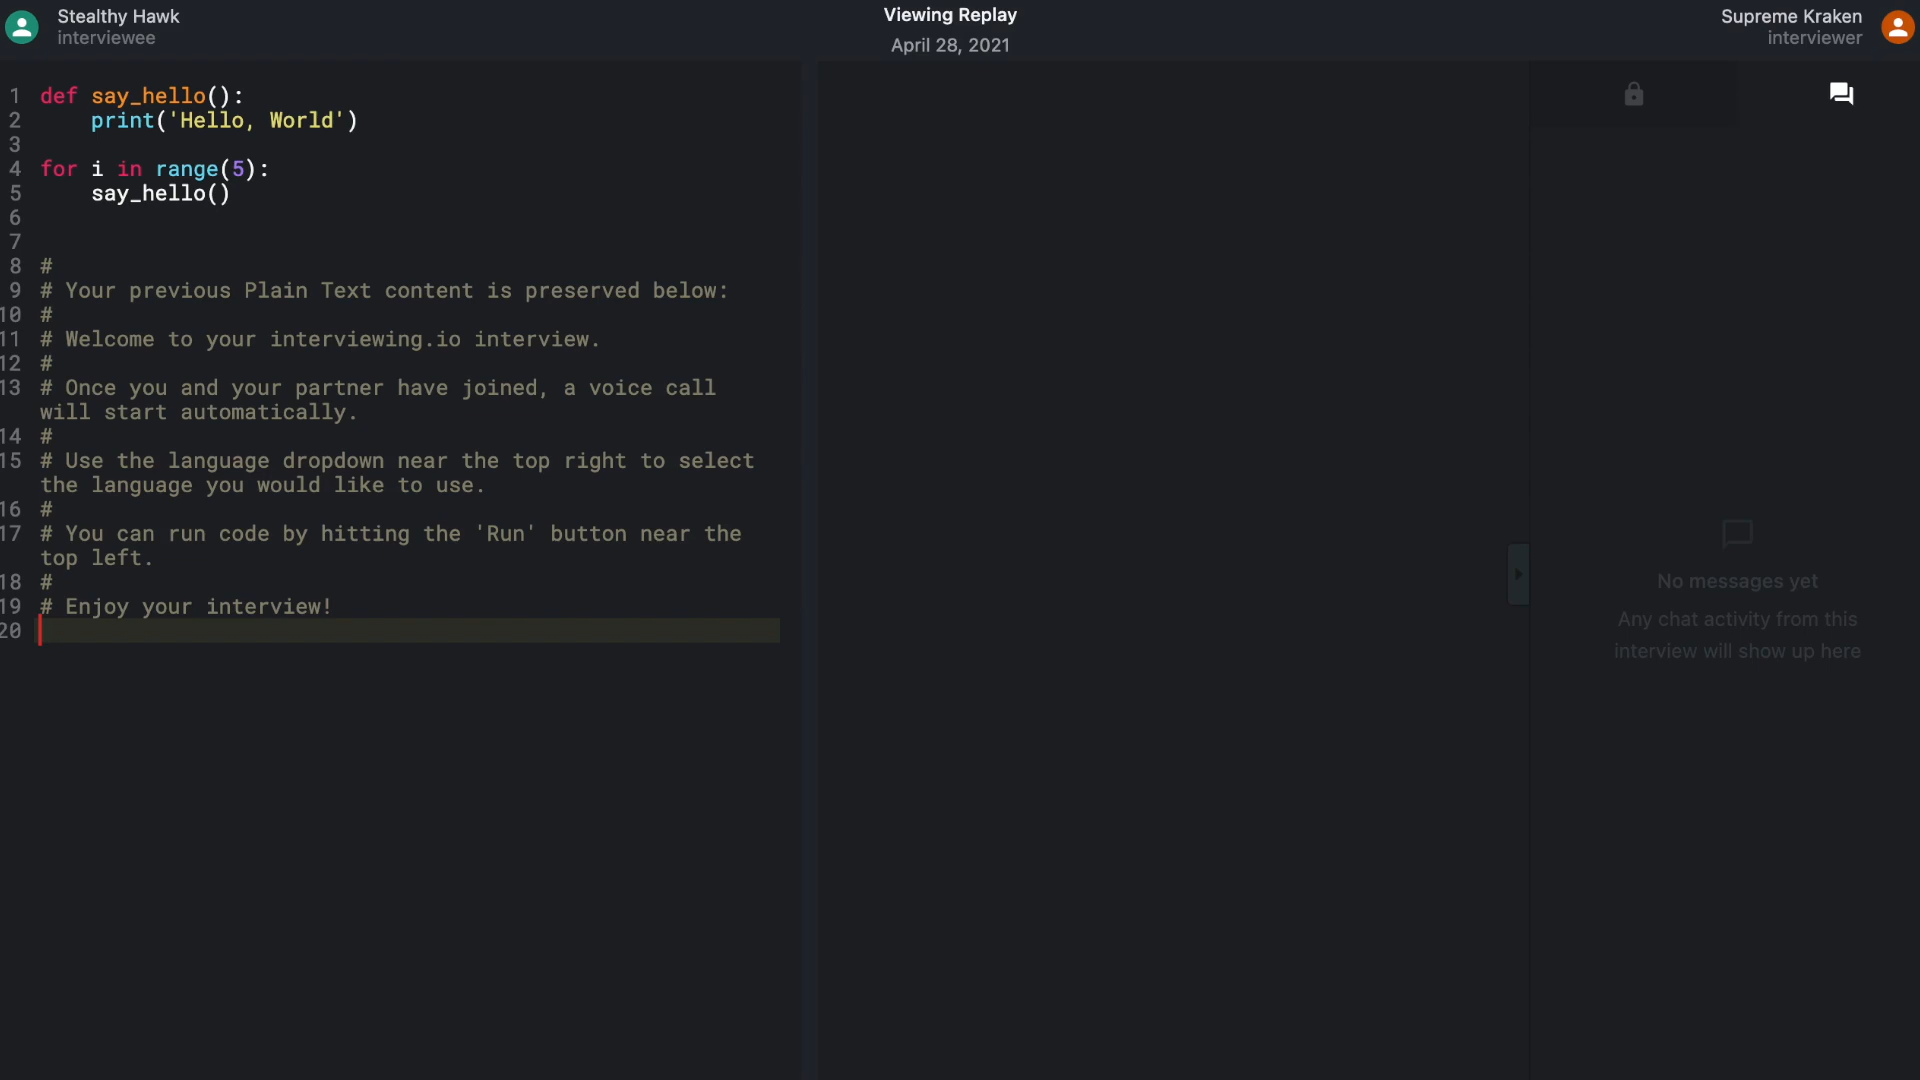 Stealthy Hawk
interviewee
Viewing Replay
April 28, 2021
Supreme Kraken
interviewer
1 def say_hello():
2     print('Hello, World')
3
4 for i in range(5):
5     say_hello()
6
7
8 #
9 # Your previous Plain Text content is preserved below:
10 #
11 # Welcome to your interviewing.io interview.
12 #
13 # Once you and your partner have joined, a voice call
will start automatically.
14 #
15 # Use the language dropdown near the top right to select
the language you would like to use.
16 #
17 # You can run code by hitting the 'Run' button near the
top left.
18 #
19 # Enjoy your interview!
20
No messages yet
Any chat activity from this
interview will show up here